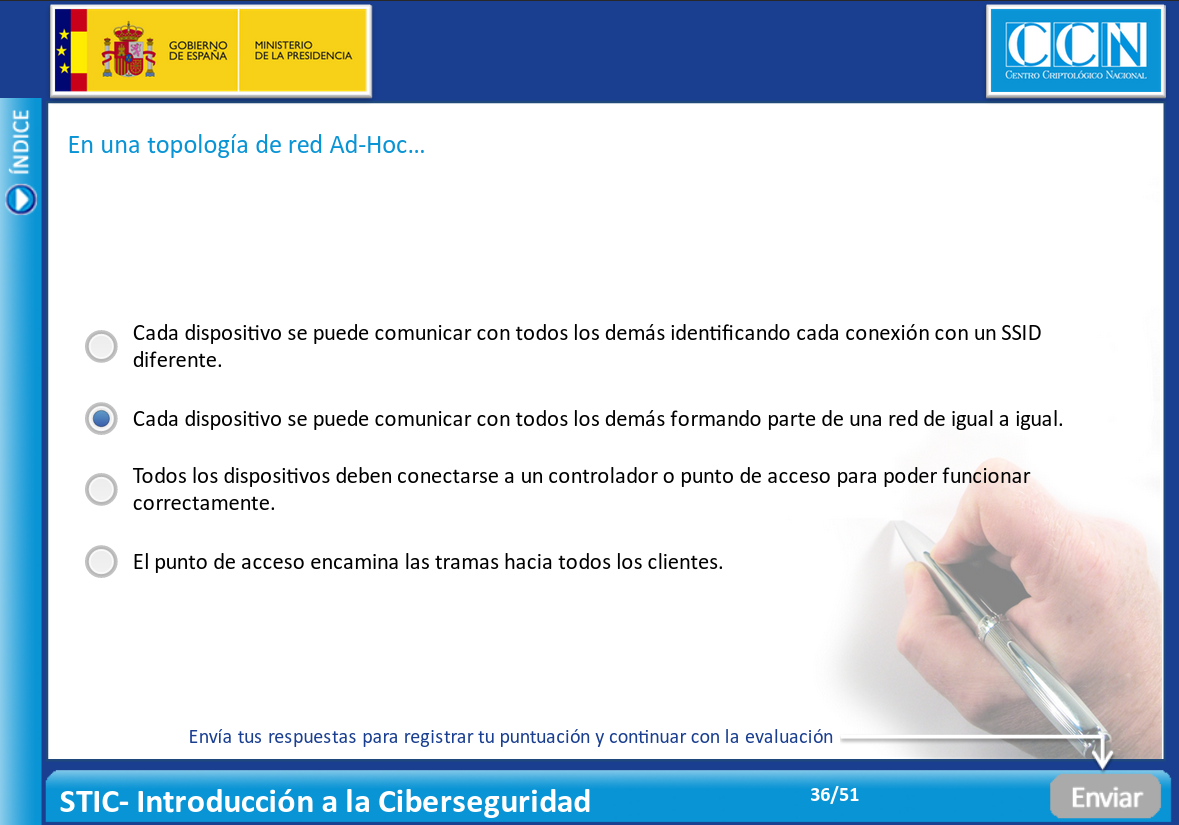 GOBIERNO
DE ESPAÑA
MINISTERIO
DE LA PRESIDENCIA
CCN
CENTRO CRIPTOLÓGICO NACIONAL
ÍNDICE
En una topología de red Ad-Hoc...
Cada dispositivo se puede comunicar con todos los demás identificando cada conexión con un SSID
diferente.
Cada dispositivo se puede comunicar con todos los demás formando parte de una red de igual a igual.
Todos los dispositivos deben conectarse a un controlador o punto de acceso para poder funcionar
correctamente.
El punto de acceso encamina las tramas hacia todos los clientes.
Envía tus respuestas para registrar tu puntuación y continuar con la evaluación
STIC- Introducción a la Ciberseguridad
36/51
Enviar